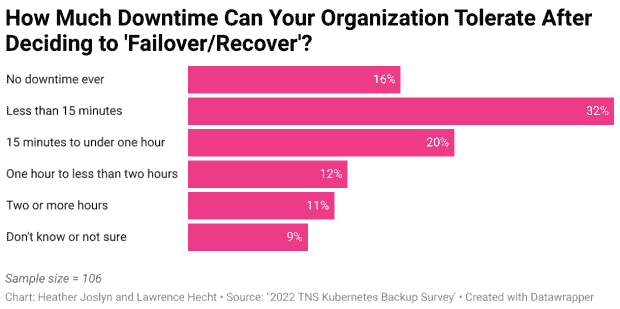 How Much Downtime Can Your Organization Tolerate After
Deciding to 'Failover/Recover'?
No downtime ever 16%
Less than 15 minutes 32%
15 minutes to under one hour 20%
One hour to less than two hours 12%
Two or more hours 11%
Don't know or not sure 9%
Sample size = 106
Chart: Heather Joslyn and Lawrence Hecht • Source: "2022 TNS Kubernetes Backup Survey' • Created with Datawrapper